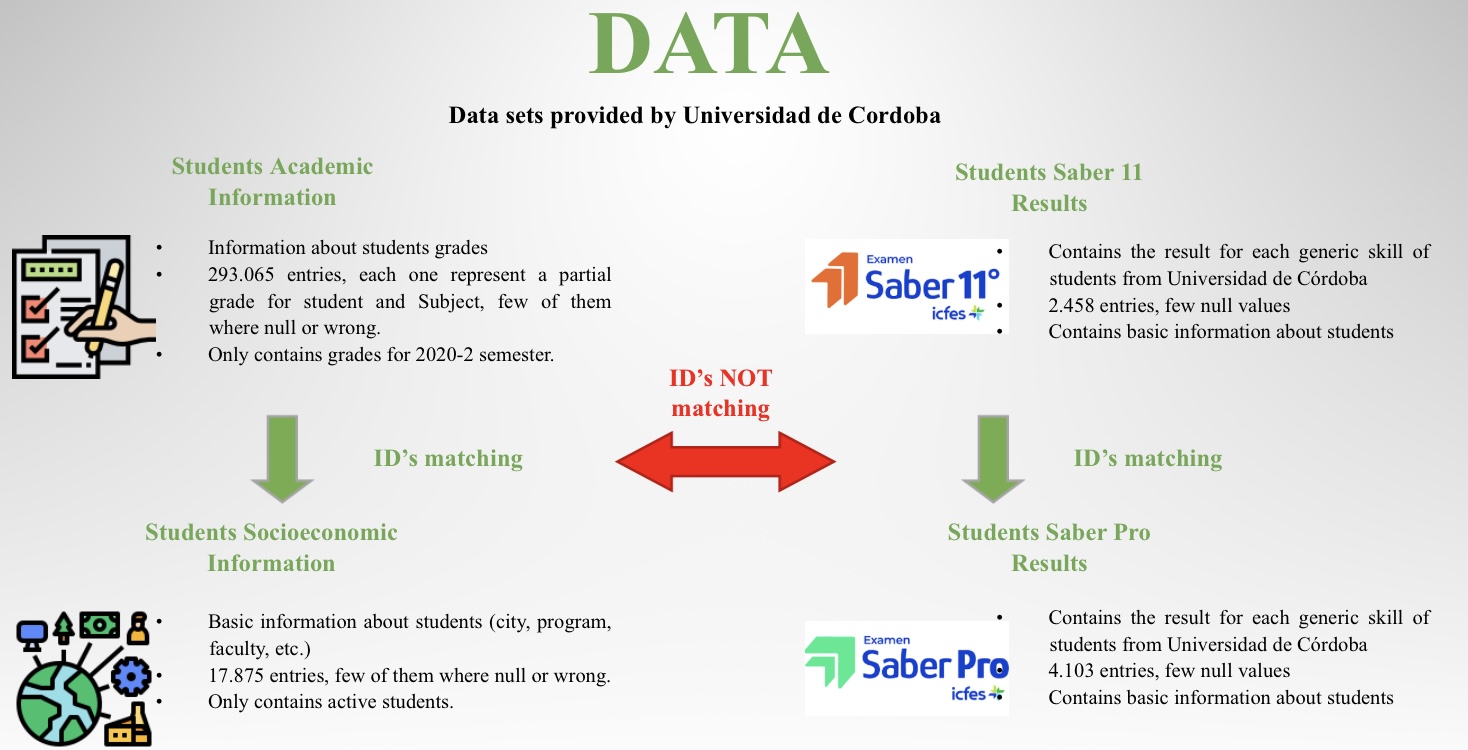 DATA
Data sets provided by Universidad de Cordoba
Students Academic
Information
• Information about students grades
• 293.065 entries, each one represent a partial
grade for student and Subject, few of them
where null or wrong.
• Only contains grades for 2020-2 semester.
Students Saber 11
Results
Examen
Saber 11°
icfes
• Contains the result for each generic skill of
students from Universidad de Córdoba
• 2.458 entries, few null values
• Contains basic information about students
ID’s NOT
matching
ID’s matching
ID’s matching
Students Socioeconomic
Information
• Basic information about students (city, program,
faculty, etc.)
• 17.875 entries, few of them where null or wrong.
• Only contains active students.
Students Saber Pro
Results
Examen
Saber Pro
icfes
• Contains the result for each generic skill of
students from Universidad de Córdoba
• 4.103 entries, few null values
• Contains basic information about students